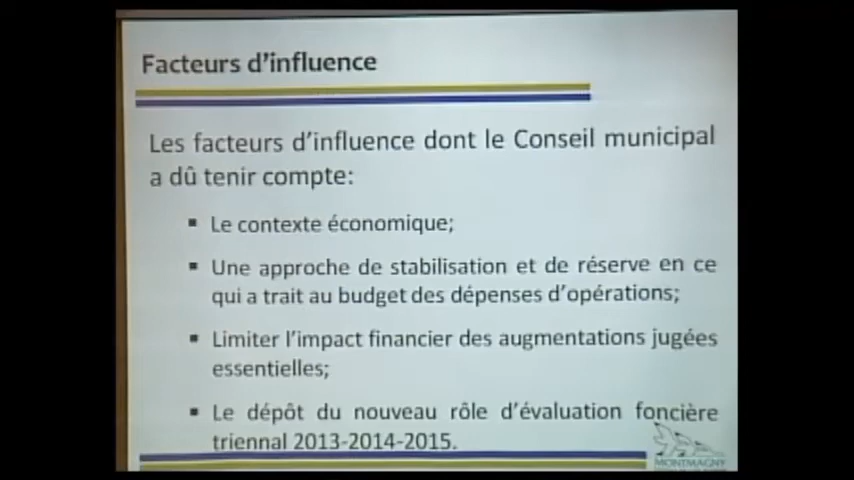 Facteurs d'influence
Les facteurs d'influence dont le Conseil municipal
a dû tenir compte:
▪ Le contexte économique;
▪ Une approche de stabilisation et de réserve en ce
qui a trait au budget des dépenses d'opérations;
▪ Limiter l'impact financier des augmentations jugées
essentielles;
▪ Le dépôt du nouveau rôle d'évaluation foncière
triennal 2013-2014-2015.
MONTMAGNY